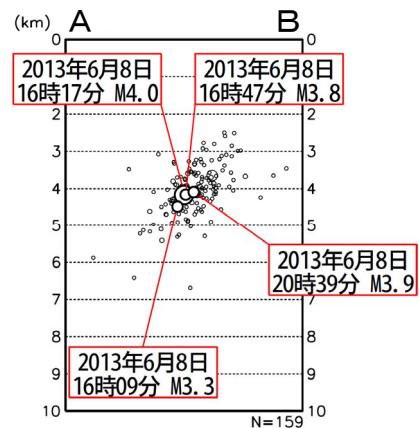 (km) A B
0 0
2013年6月8日
16時17分 M4.0
2013年6月8日
16時47分 M3.8
2 2
3 3
4 4
5 5
6 6
2013年6月8日
20時39分 M3.9
7 7
8 8
2013年6月8日
16時09分 M3.3
9 9
10 10
N=159